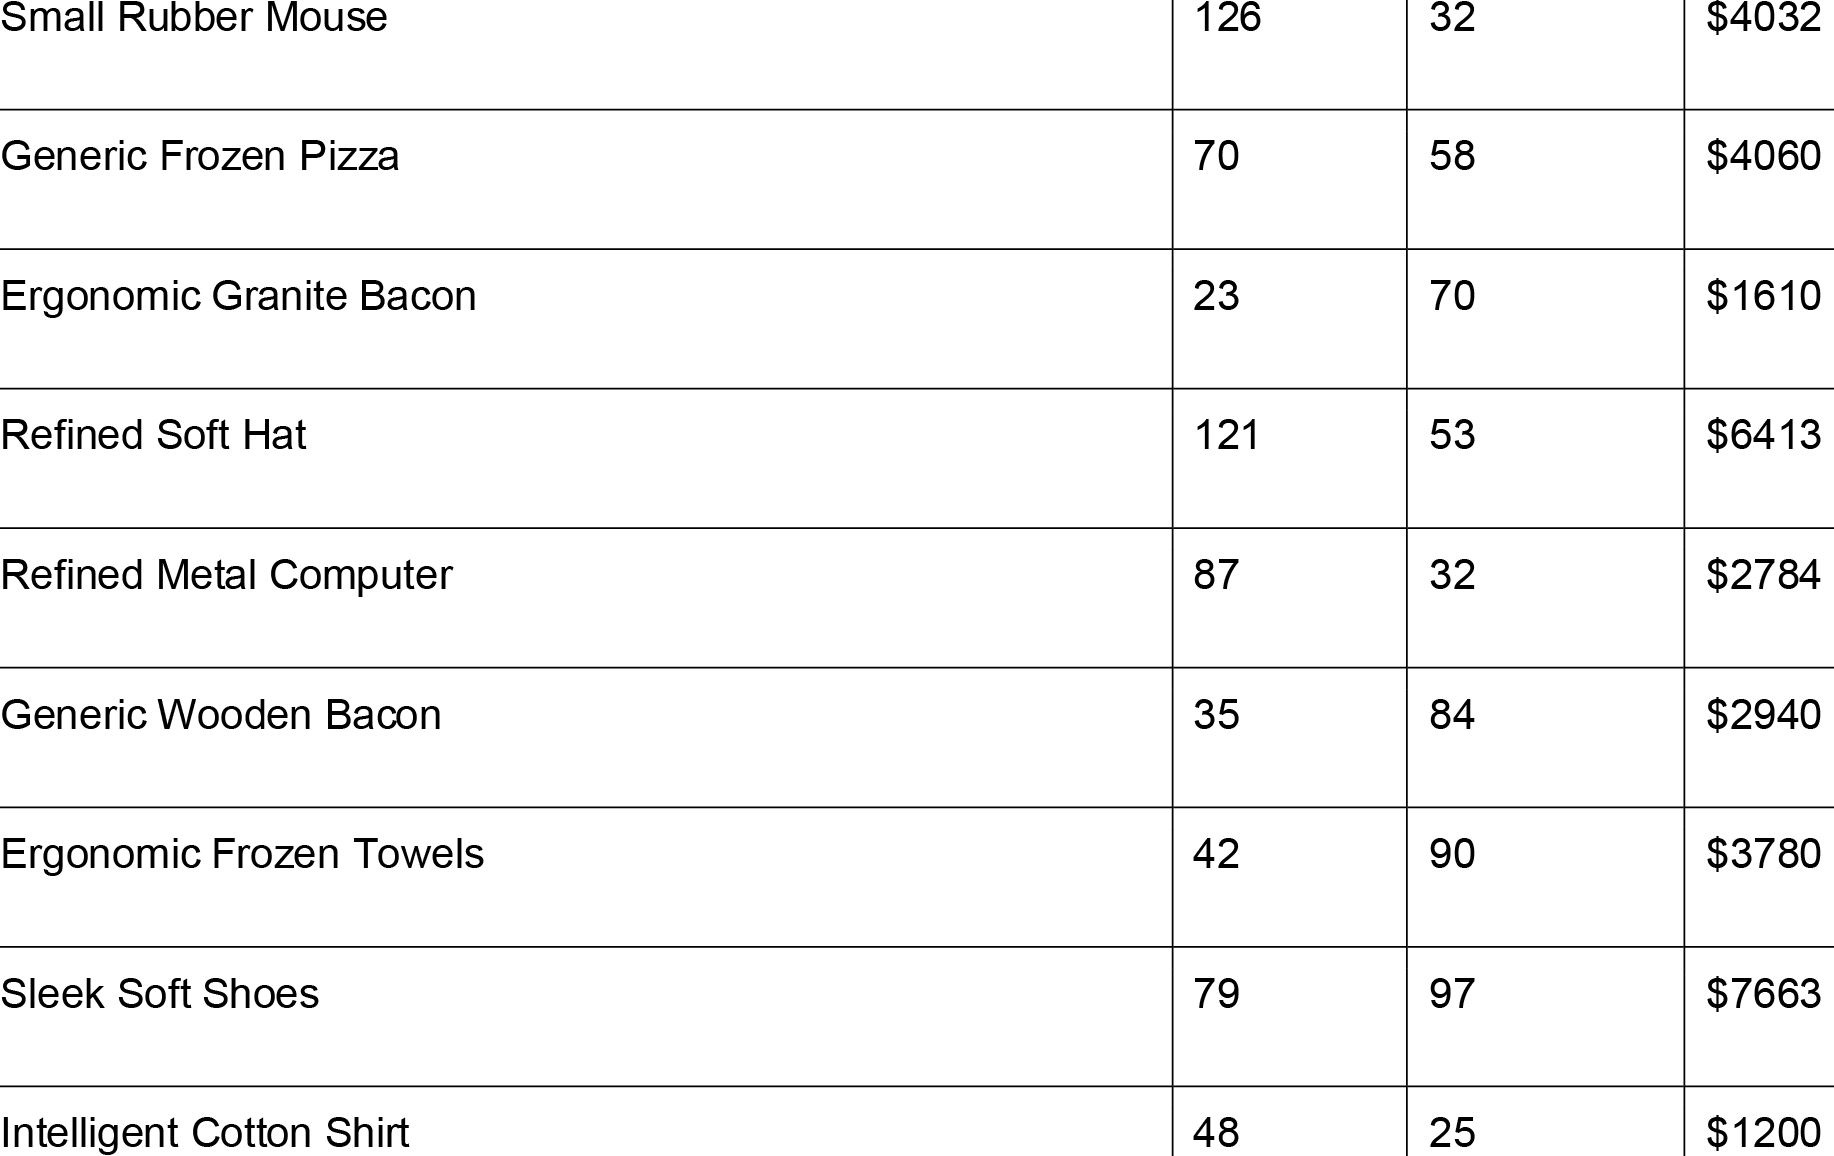 Small Rubber Mouse 126 32 $4032
Generic Frozen Pizza 70 58 $4060
Ergonomic Granite Bacon 23 70 $1610
Refined Soft Hat 121 53 $6413
Refined Metal Computer 87 32 $2784
Generic Wooden Bacon 35 84 $2940
Ergonomic Frozen Towels 42 90 $3780
Sleek Soft Shoes 79 97 $7663
Intelligent Cotton Shirt 48 25 $1200